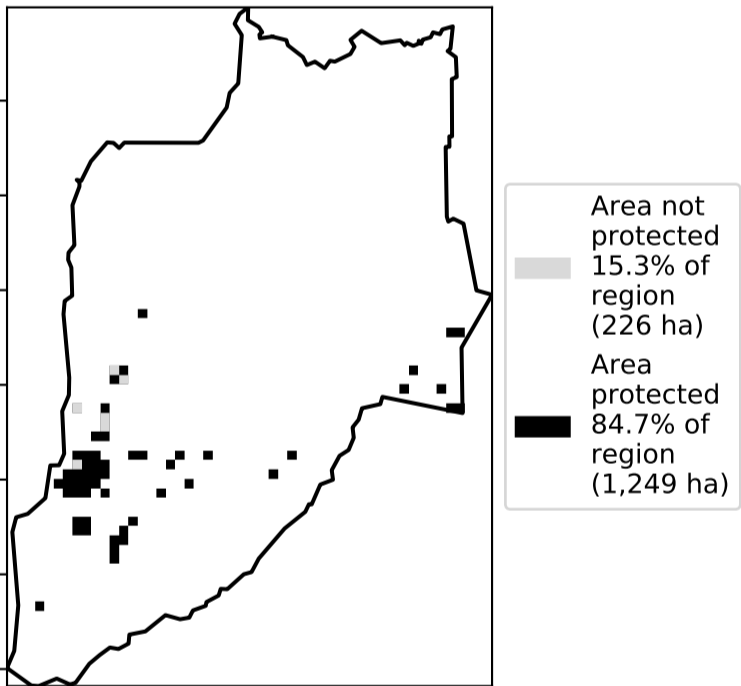 Area not
protected
15.3% of
region
(226 ha)
Area
protected
84.7% of
region
(1,249 ha)